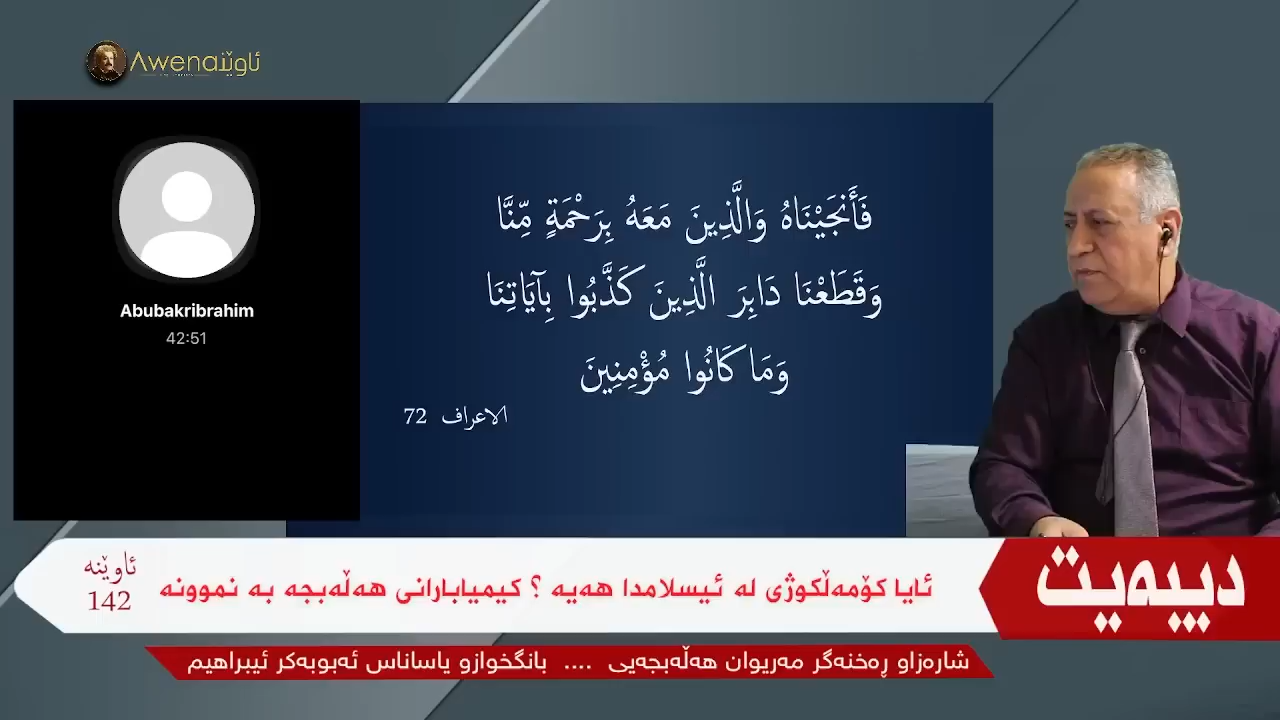 Awena ئاوێنە
Abubakribrahim
42:51
فَأَنجَيْنَاهُ وَالَّذِينَ مَعَهُ بِرَحْمَةٍ مِّنَّا
وَقَطَعْنَا دَابِرَ الَّذِينَ كَذَّبُوا بِآيَاتِنَا
وَمَا كَانُوا مُؤْمِنِينَ
الاعراف 72
دیبەیت
ئایا کۆمەڵکوژی لە ئیسلامدا هەیە ؟ کیمیابارانی هەڵەبجە بە نموونە
ئاوێنە
142
شارەزاو ڕەخنەگر مەریوان هەڵەبجەیی .... بانگخوازو یاساناس ئەبوبەکر ئیبراهیم